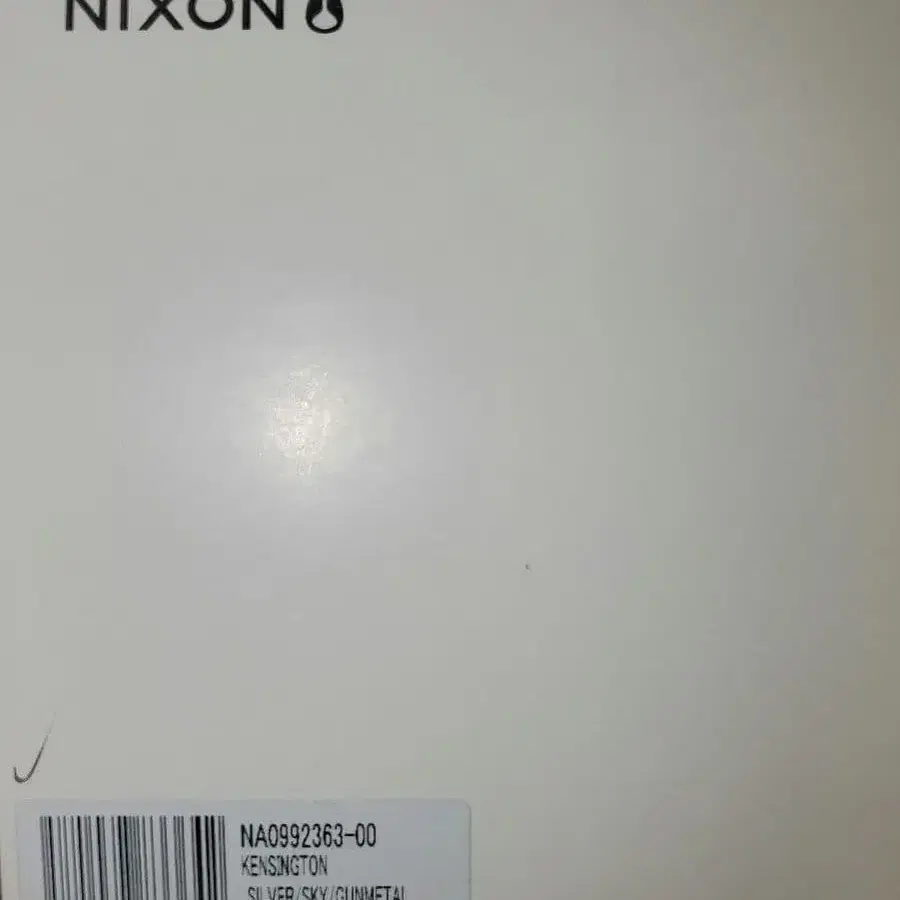 NIXON
NA0992363-00
KENSINGTON
SILVER/SKY/GUNMETAL